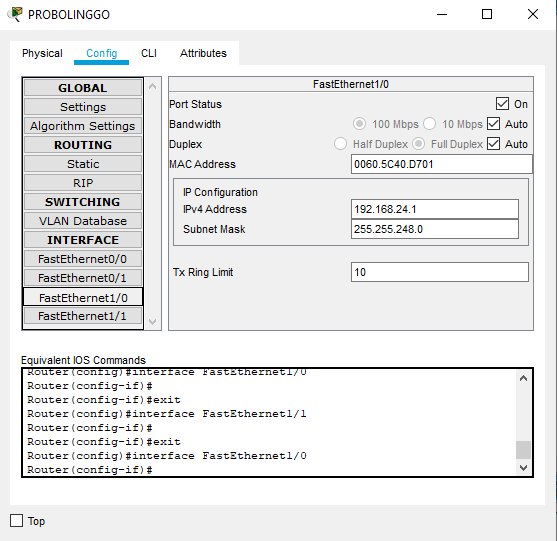 PROBOLINGGO
Physical Config CLI Attributes
GLOBAL
Settings
Algorithm Settings
ROUTING
Static
RIP
SWITCHING
VLAN Database
INTERFACE
FastEthernet0/0
FastEthernet0/1
FastEthernet1/0
FastEthernet1/1
FastEthernet1/0
Port Status On
Bandwidth 100 Mbps 10 Mbps Auto
Duplex Half Duplex Full Duplex Auto
MAC Address 0060.5C40.D701
IP Configuration
IPv4 Address 192.168.24.1
Subnet Mask 255.255.248.0
Tx Ring Limit 10
Equivalent IOS Commands
Router(config)#interface FastEthernet1/0
Router(config-if)#
Router(config-if)#exit
Router(config)#interface FastEthernet1/1
Router(config-if)#
Router(config-if)#exit
Router(config)#interface FastEthernet1/0
Router(config-if)#
Top